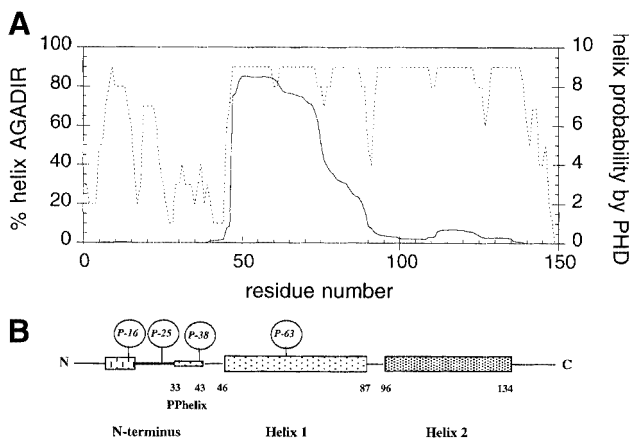 A
% helix AGADIR
100
80
60
40
20
0
10
8
6
4
2
0
helix probability by PHD
0 50 100 150
residue number
B
P-16 P-25 P-38 P-63
N C
33 43 46 87 96 134
PPhelix
N-terminus Helix 1 Helix 2